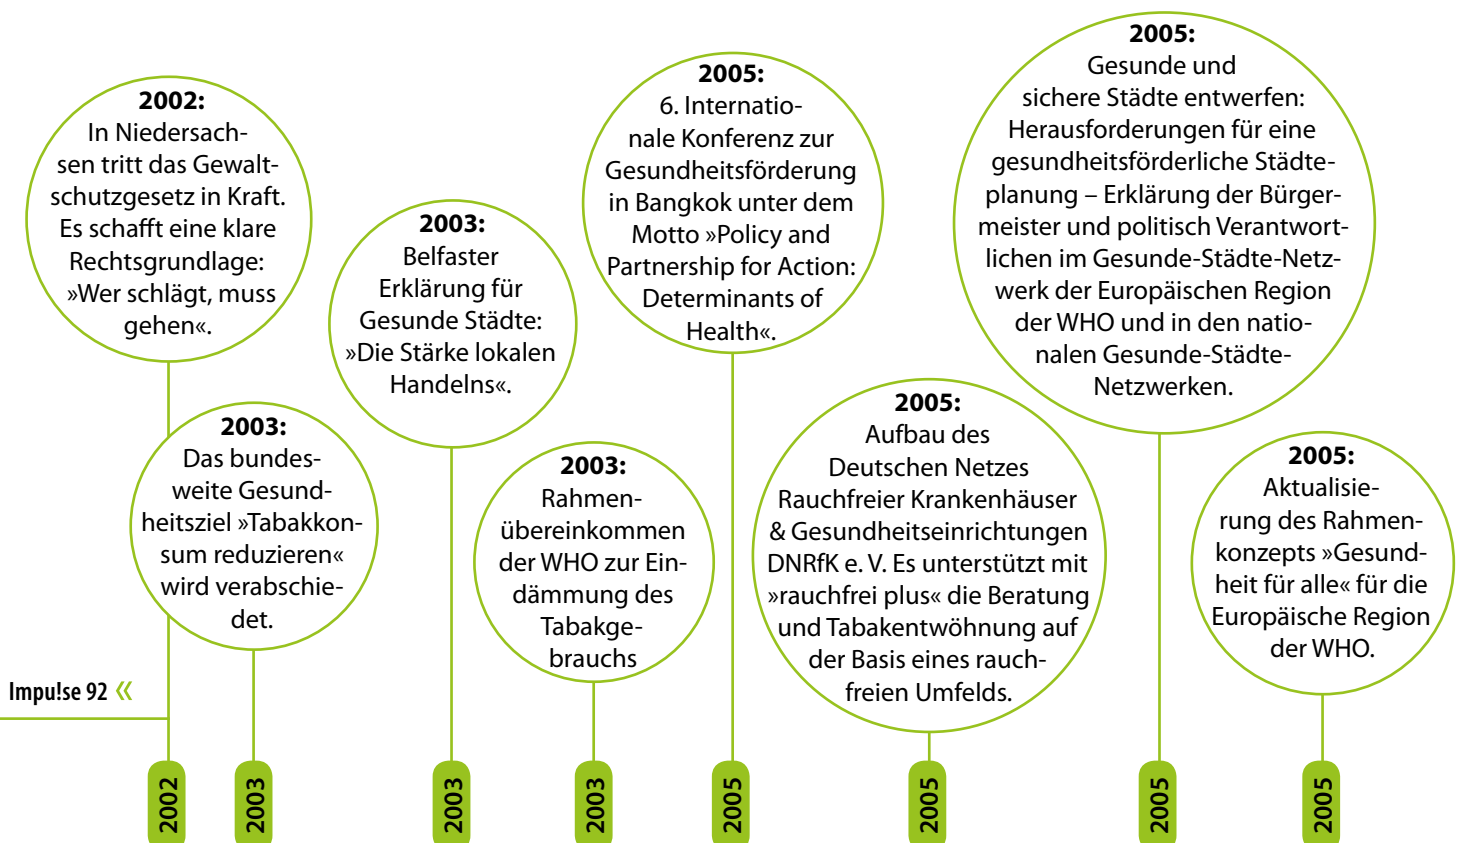 2002:
In Niedersach-
sen tritt das Gewalt-
schutzgesetz in Kraft.
Es schafft eine klare
Rechtsgrundlage:
»Wer schlägt, muss
gehen«.
2003:
Das bundes-
weite Gesund-
heitsziel »Tabakkon-
sum reduzieren«
wird verabschie-
det.
2003:
Belfaster
Erklärung für
Gesunde Städte:
»Die Stärke lokalen
Handelns«.
2003:
Rahmen-
übereinkommen
der WHO zur Ein-
dämmung des
Tabakge-
brauchs
2005:
6. Internatio-
nale Konferenz zur
Gesundheitsförderung
in Bangkok unter dem
Motto »Policy and
Partnership for Action:
Determinants of
Health«.
2005:
Aufbau des
Deutschen Netzes
Rauchfreier Krankenhäuser
& Gesundheitseinrichtungen
DNRfK e. V. Es unterstützt mit
»rauchfrei plus« die Beratung
und Tabakentwöhnung auf
der Basis eines rauch-
freien Umfelds.
2005:
Gesunde und
sichere Städte entwerfen:
Herausforderungen für eine
gesundheitsförderliche Städte-
planung – Erklärung der Bürger-
meister und politisch Verantwort-
lichen im Gesunde-Städte-Netz-
werk der Europäischen Region
der WHO und in den natio-
nalen Gesunde-Städte-
Netzwerken.
2005:
Aktualisie-
rung des Rahmen-
konzepts »Gesund-
heit für alle« für die
Europäische Region
der WHO.
Impu!se 92 «
2002
2003
2003
2003
2005
2005
2005
2005